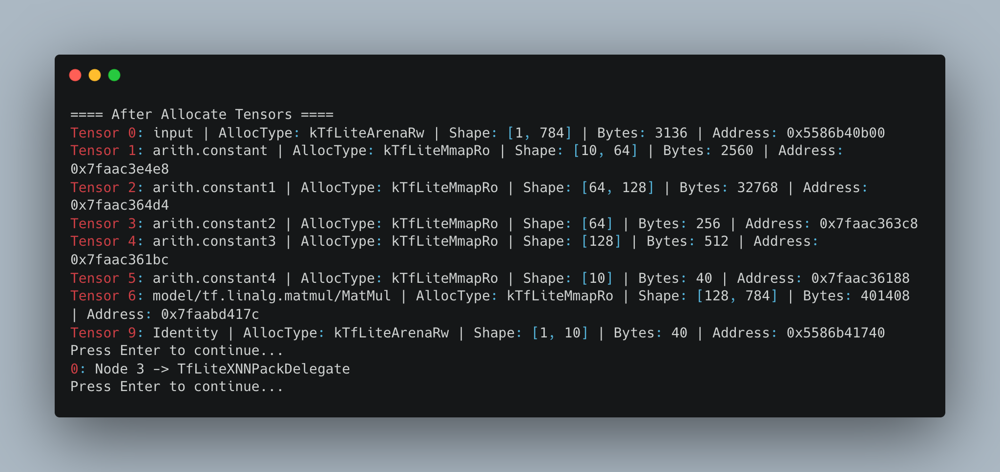 ==== After Allocate Tensors ====
Tensor 0: input | AllocType: kTfLiteArenaRw | Shape: [1, 784] | Bytes: 3136 | Address: 0x5586b40b00
Tensor 1: arith.constant | AllocType: kTfLiteMmapRo | Shape: [10, 64] | Bytes: 2560 | Address:
0x7faac3e4e8
Tensor 2: arith.constant1 | AllocType: kTfLiteMmapRo | Shape: [64, 128] | Bytes: 32768 | Address:
0x7faac364d4
Tensor 3: arith.constant2 | AllocType: kTfLiteMmapRo | Shape: [64] | Bytes: 256 | Address: 0x7faac363c8
Tensor 4: arith.constant3 | AllocType: kTfLiteMmapRo | Shape: [128] | Bytes: 512 | Address:
0x7faac361bc
Tensor 5: arith.constant4 | AllocType: kTfLiteMmapRo | Shape: [10] | Bytes: 40 | Address: 0x7faac36188
Tensor 6: model/tf.linalg.matmul/MatMul | AllocType: kTfLiteMmapRo | Shape: [128, 784] | Bytes: 401408
| Address: 0x7faabd417c
Tensor 9: Identity | AllocType: kTfLiteArenaRw | Shape: [1, 10] | Bytes: 40 | Address: 0x5586b41740
Press Enter to continue...
0: Node 3 -> TfLiteXNNPackDelegate
Press Enter to continue...